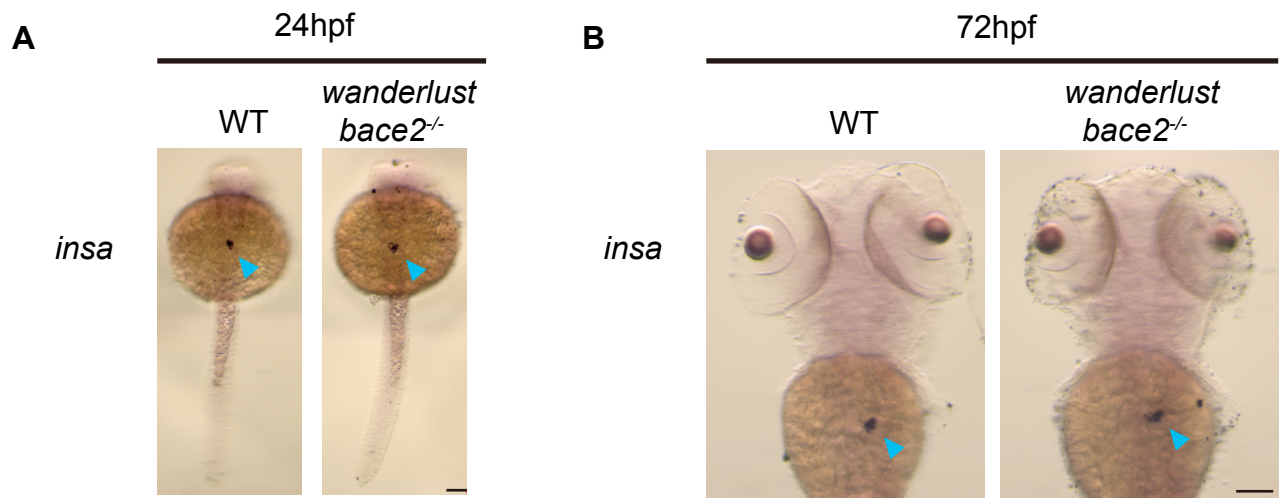 A
24hpf
WT
wanderlust
bace2-/-
insa
B
72hpf
WT
wanderlust
bace2-/-
insa